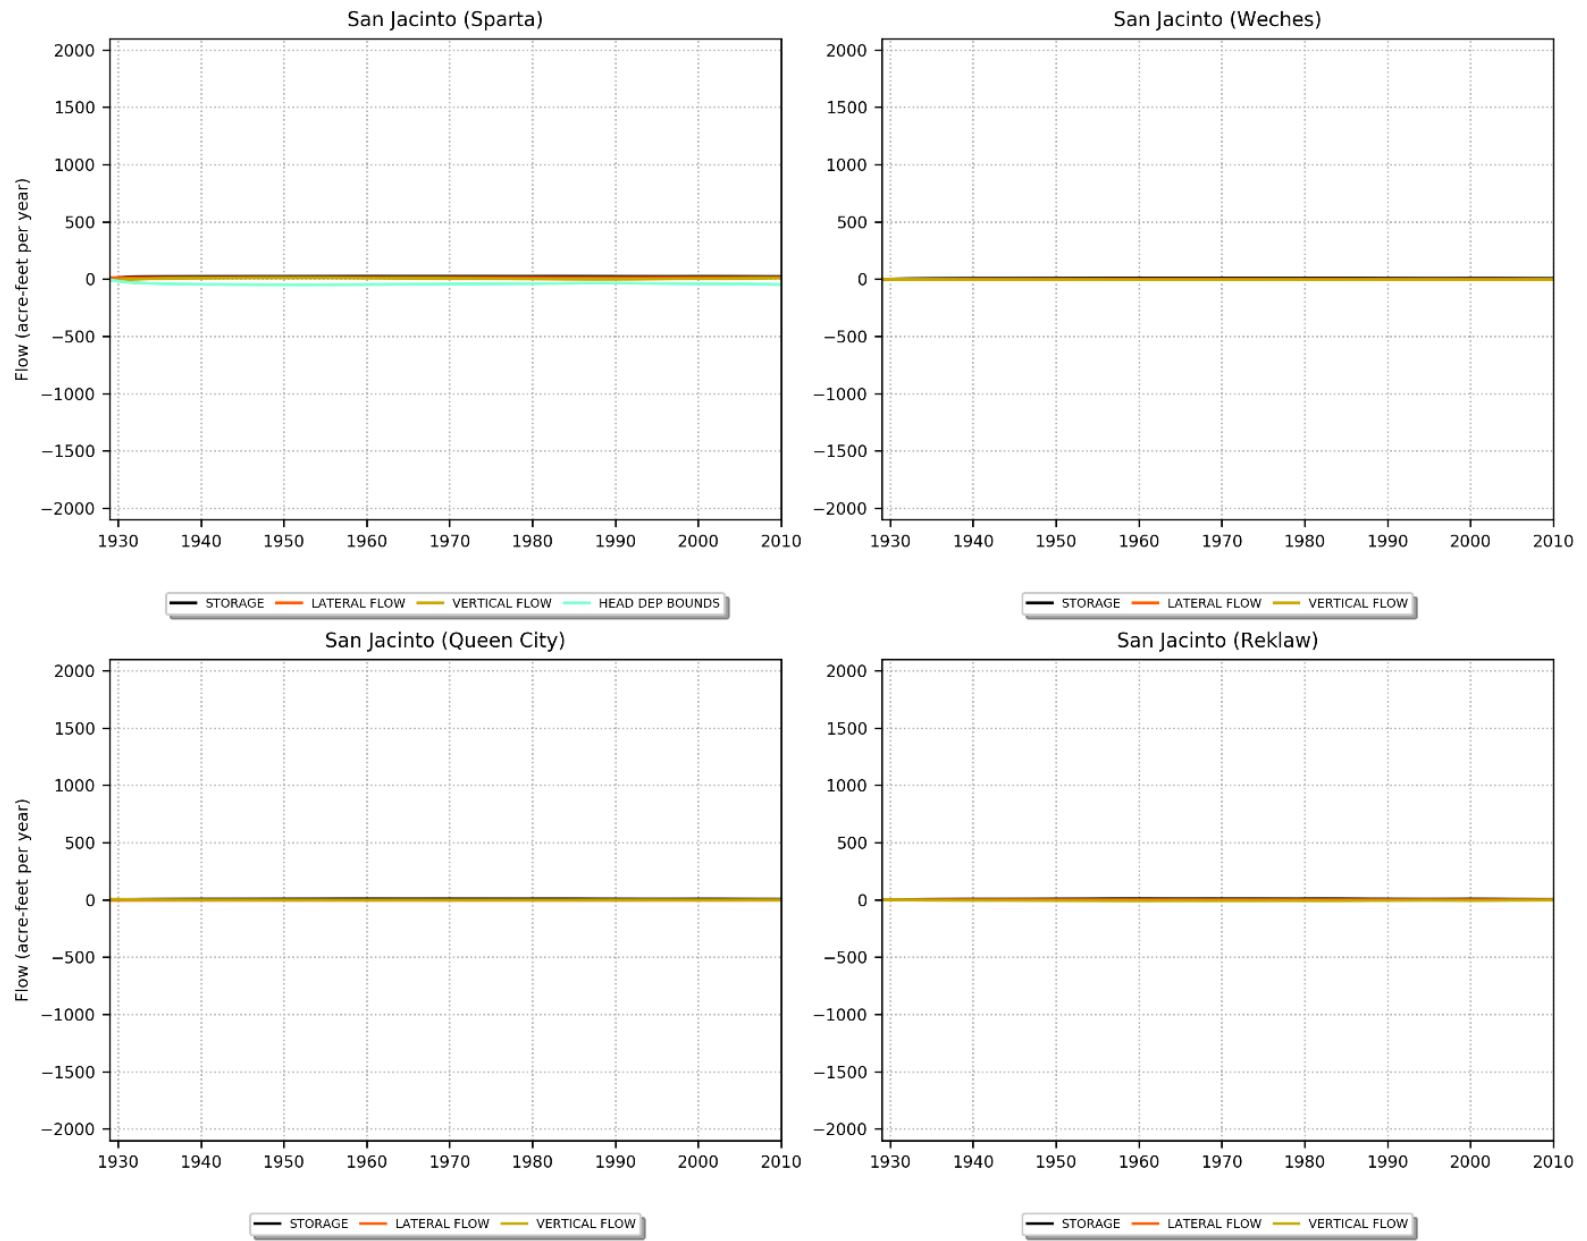 San Jacinto (Sparta)
2000
1500
1000
500
0
−500
−1000
−1500
−2000
Flow (acre-feet per year)
1930 1940 1950 1960 1970 1980 1990 2000 2010
STORAGE LATERAL FLOW VERTICAL FLOW HEAD DEP BOUNDS
San Jacinto (Weches)
2000
1500
1000
500
0
−500
−1000
−1500
−2000
1930 1940 1950 1960 1970 1980 1990 2000 2010
STORAGE LATERAL FLOW VERTICAL FLOW
San Jacinto (Queen City)
2000
1500
1000
500
0
−500
−1000
−1500
−2000
Flow (acre-feet per year)
1930 1940 1950 1960 1970 1980 1990 2000 2010
STORAGE LATERAL FLOW VERTICAL FLOW
San Jacinto (Reklaw)
2000
1500
1000
500
0
−500
−1000
−1500
−2000
1930 1940 1950 1960 1970 1980 1990 2000 2010
STORAGE LATERAL FLOW VERTICAL FLOW